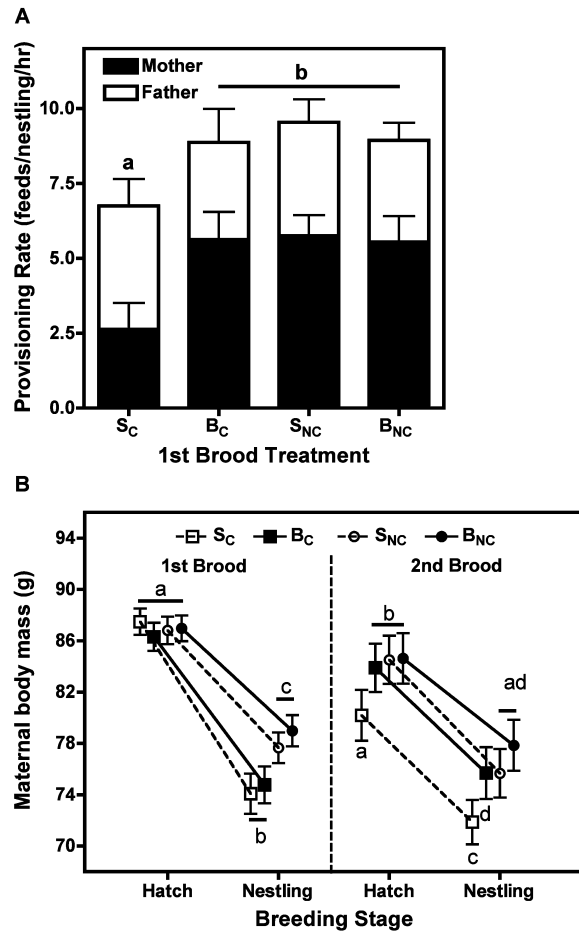 A
Mother
Father
b
a
10.0
7.5
5.0
2.5
0.0
Provisioning Rate (feeds/nestling/hr)
SC BC SNC BNC
1st Brood Treatment
B
SC BC SNC BNC
1st Brood 2nd Brood
94
90
86
82
78
74
70
Maternal body mass (g)
a
b
c
ad
a
d
b
c
Hatch Nestling Hatch Nestling
Breeding Stage